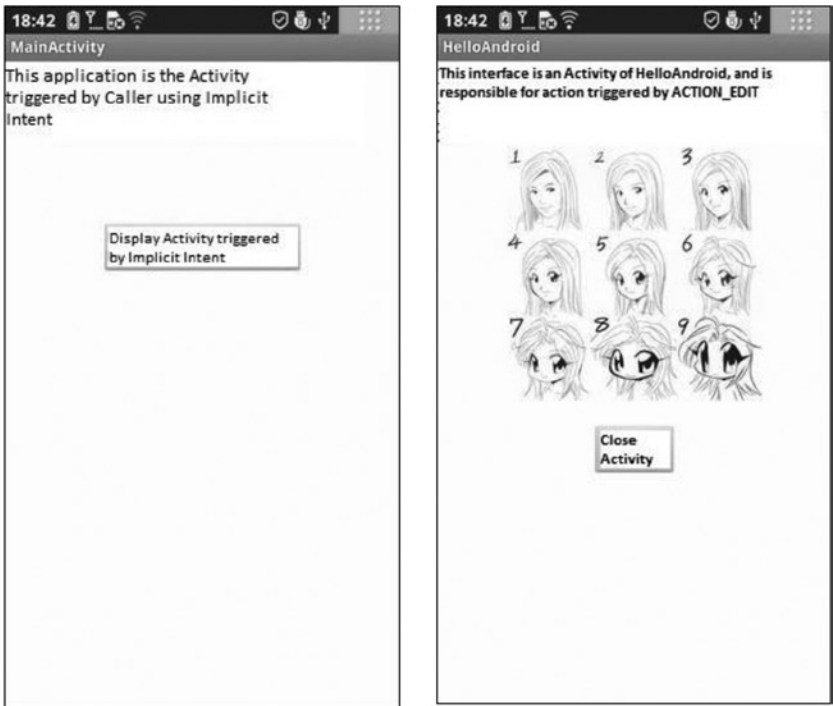 18:42
MainActivity
This application is the Activity
triggered by Caller using Implicit
Intent
Display Activity triggered
by Implicit Intent
18:42
HelloAndroid
This interface is an Activity of HelloAndroid, and is
responsible for action triggered by ACTION_EDIT
1 2 3
4 5 6
7 8 9
Close
Activity